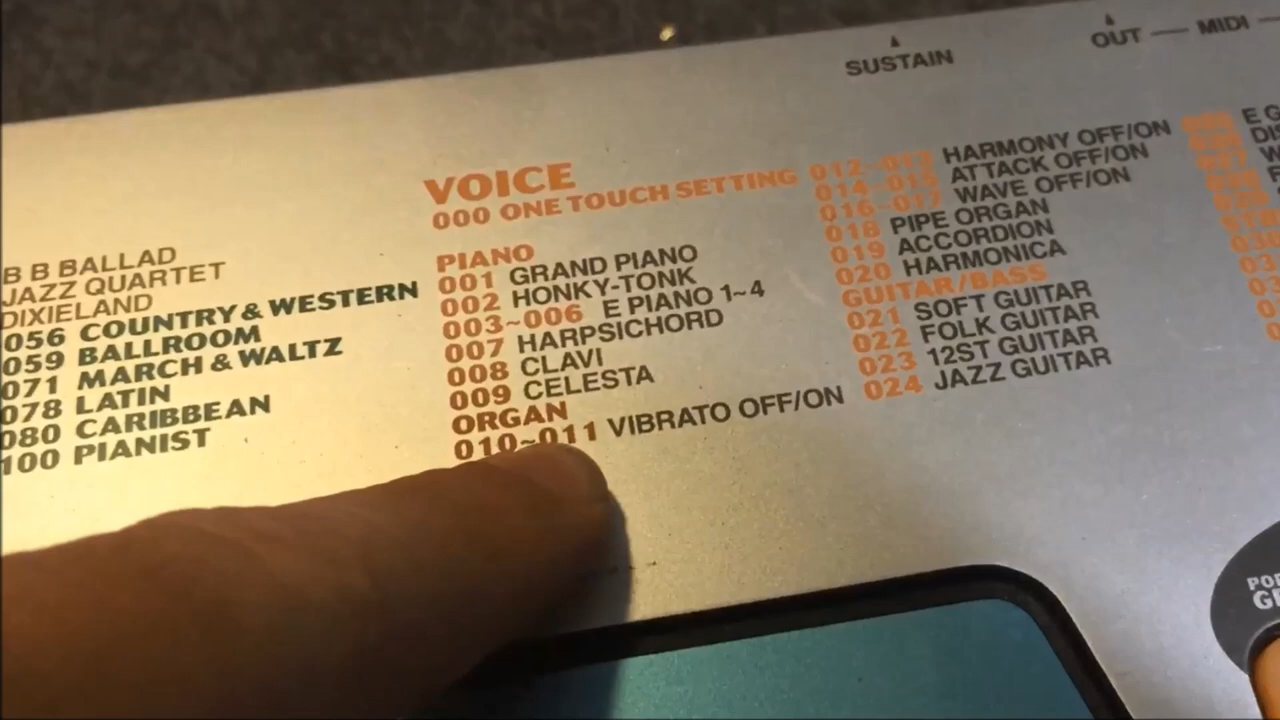 SUSTAIN
OUT — MIDI —
B B BALLAD
JAZZ QUARTET
DIXIELAND
056 COUNTRY & WESTERN
059 BALLROOM
071 MARCH & WALTZ
078 LATIN
080 CARIBBEAN
100 PIANIST
VOICE
000 ONE TOUCH SETTING
PIANO
001 GRAND PIANO
002 HONKY-TONK
003~006 E PIANO 1~4
007 HARPSICHORD
008 CLAVI
009 CELESTA
ORGAN
010~011 VIBRATO OFF/ON
012~013 HARMONY OFF/ON
014~015 ATTACK OFF/ON
016~017 WAVE OFF/ON
018 PIPE ORGAN
019 ACCORDION
020 HARMONICA
GUITAR/BASS
021 SOFT GUITAR
022 FOLK GUITAR
023 12ST GUITAR
024 JAZZ GUITAR